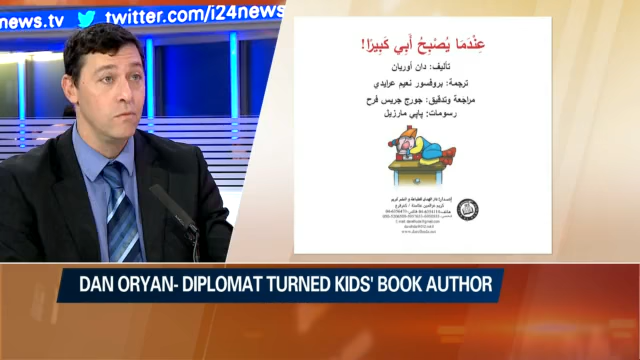 news.tv
twitter.com/i24news
عِنْدَمَا يُصْبِحُ أَبِي كَبِيرًا!
تأليف: دان أوريان
ترجمة: بروفسور نعيم عرايدي
مراجعة وتدقيق: جورج جريس فرح
رسومات: پاپي مارزيل
DAN ORYAN- DIPLOMAT TURNED KIDS' BOOK AUTHOR